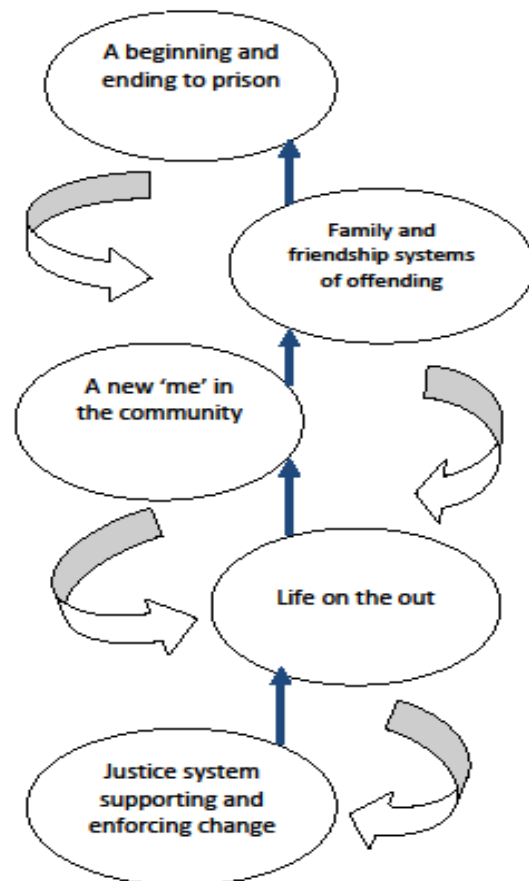 A beginning and
ending to prison
Family and
friendship systems
of offending
A new ‘me’ in
the community
Life on the out
Justice system
supporting and
enforcing change